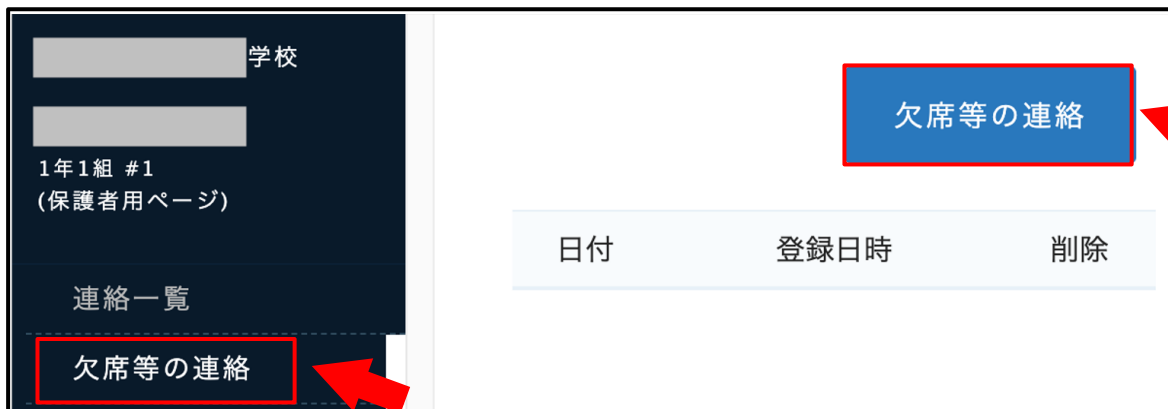 学校
1年1組 #1
(保護者用ページ)
連絡一覧
欠席等の連絡
欠席等の連絡
日付 登録日時 削除